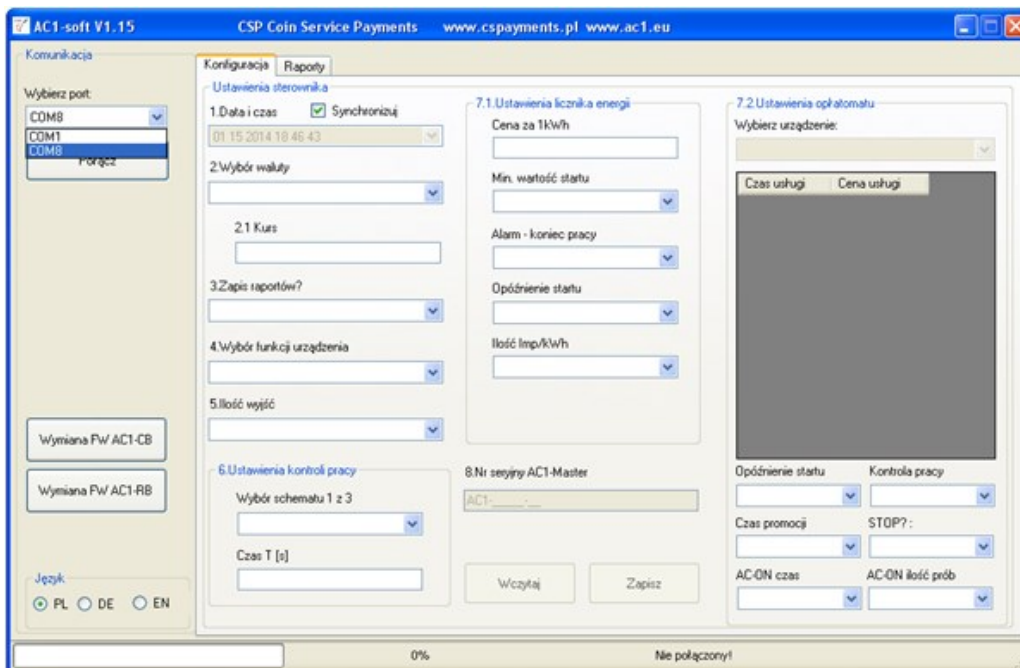 AC1-soft V1.15 CSP Coin Service Payments www.cspayments.pl www.ac1.eu
Komunikacja
Wybierz port:
COM8
COM1
COM8
Połącz
Wymiana FW AC1-CB
Wymiana FW AC1-RB
Język
PL DE EN
Konfiguracja Raporty
Ustawienia sterownika
1.Data i czas Synchronizuj
01 15 2014 18 46 43
2.Wybór waluty
2.1 Kurs
3.Zapis raportów?
4.Wybór funkcji urządzenia
5.Ilość wyjść
6.Ustawienia kontroli pracy
Wybór schematu 1 z 3
Czas T [s]
7.1.Ustawienia licznika energii
Cena za 1kWh
Min. wartość startu
Alarm - koniec pracy
Opóźnienie startu
Ilość Imp/kWh
8.Nr seryjny AC1-Master
AC1-_____-__
Wczytaj Zapisz
7.2.Ustawienia opłatomatu
Wybierz urządzenie:
Czas usługi Cena usługi
Opóźnienie startu Kontrola pracy
Czas promocji STOP? :
AC-ON czas AC-ON ilość prób
0% Nie połączony!